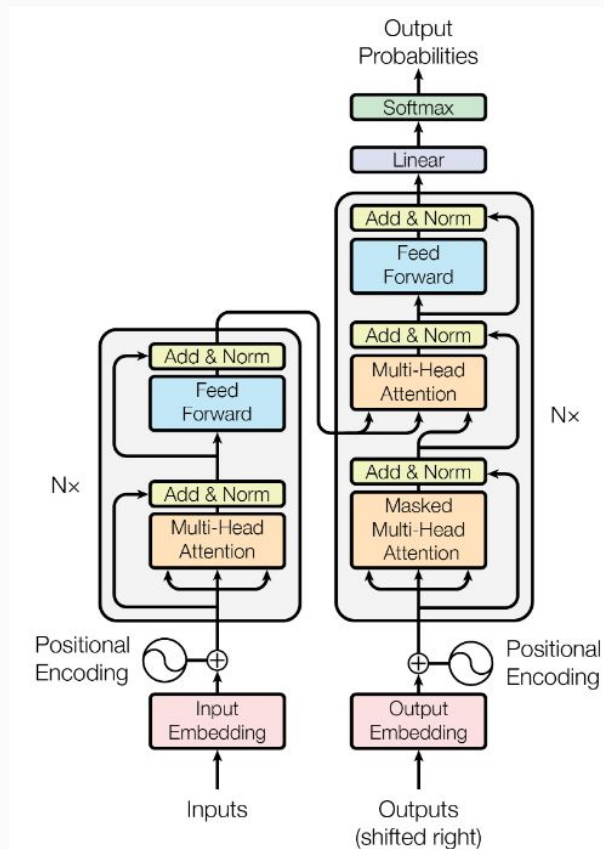 Output
Probabilities
Softmax
Linear
Add & Norm
Feed
Forward
Add & Norm
Multi-Head
Attention
Add & Norm
Masked
Multi-Head
Attention
N×
Add & Norm
Feed
Forward
Add & Norm
Multi-Head
Attention
N×
Positional
Encoding
Positional
Encoding
Input
Embedding
Output
Embedding
Inputs
Outputs
(shifted right)